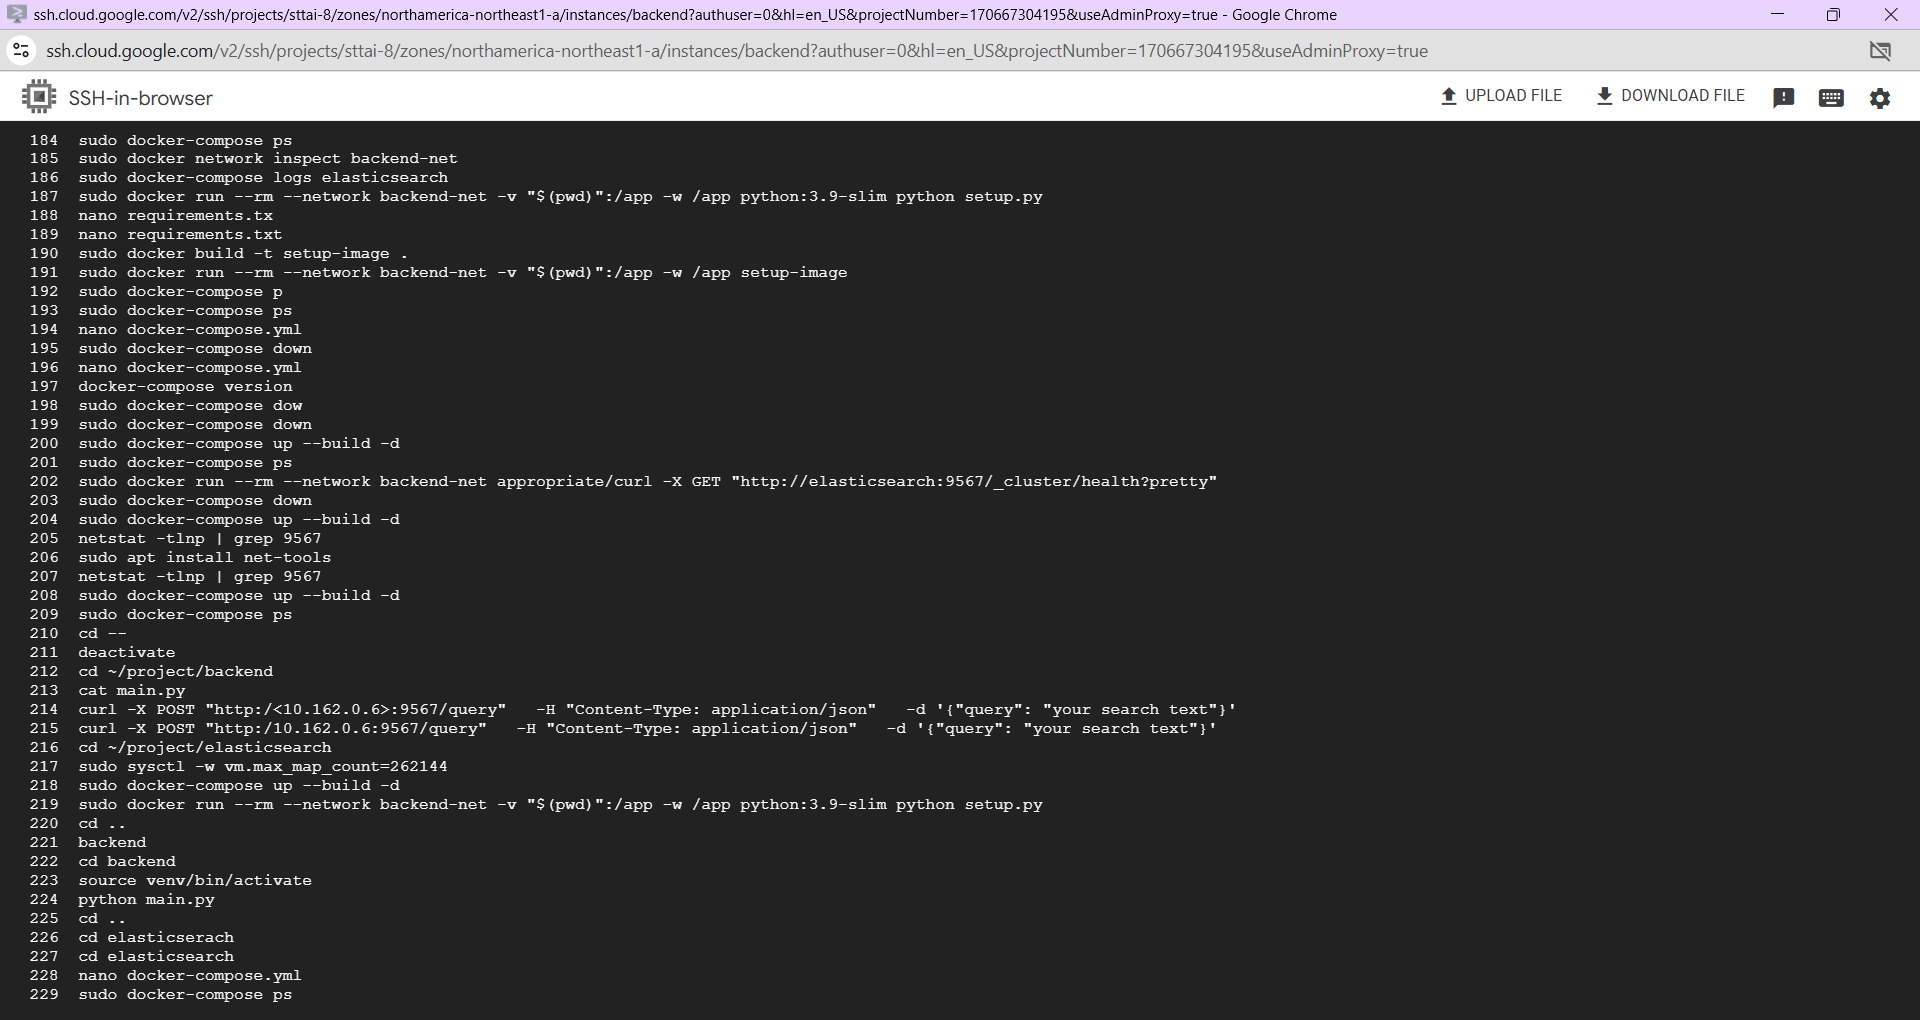 ssh.cloud.google.com/v2/ssh/projects/sttai-8/zones/northamerica-northeast1-a/instances/backend?authuser=0&hl=en_US&projectNumber=170667304195&useAdminProxy=true - Google Chrome
ssh.cloud.google.com/v2/ssh/projects/sttai-8/zones/northamerica-northeast1-a/instances/backend?authuser=0&hl=en_US&projectNumber=170667304195&useAdminProxy=true
SSH-in-browser UPLOAD FILE DOWNLOAD FILE
184 sudo docker-compose ps
185 sudo docker network inspect backend-net
186 sudo docker-compose logs elasticsearch
187 sudo docker run --rm --network backend-net -v "$(pwd)":/app -w /app python:3.9-slim python setup.py
188 nano requirements.tx
189 nano requirements.txt
190 sudo docker build -t setup-image .
191 sudo docker run --rm --network backend-net -v "$(pwd)":/app -w /app setup-image
192 sudo docker-compose p
193 sudo docker-compose ps
194 nano docker-compose.yml
195 sudo docker-compose down
196 nano docker-compose.yml
197 docker-compose version
198 sudo docker-compose dow
199 sudo docker-compose down
200 sudo docker-compose up --build -d
201 sudo docker-compose ps
202 sudo docker run --rm --network backend-net appropriate/curl -X GET "http://elasticsearch:9567/_cluster/health?pretty"
203 sudo docker-compose down
204 sudo docker-compose up --build -d
205 netstat -tlnp | grep 9567
206 sudo apt install net-tools
207 netstat -tlnp | grep 9567
208 sudo docker-compose up --build -d
209 sudo docker-compose ps
210 cd --
211 deactivate
212 cd ~/project/backend
213 cat main.py
214 curl -X POST "http:/<10.162.0.6>:9567/query" -H "Content-Type: application/json" -d '{"query": "your search text"}'
215 curl -X POST "http:/10.162.0.6:9567/query" -H "Content-Type: application/json" -d '{"query": "your search text"}'
216 cd ~/project/elasticsearch
217 sudo sysctl -w vm.max_map_count=262144
218 sudo docker-compose up --build -d
219 sudo docker run --rm --network backend-net -v "$(pwd)":/app -w /app python:3.9-slim python setup.py
220 cd ..
221 backend
222 cd backend
223 source venv/bin/activate
224 python main.py
225 cd ..
226 cd elasticserach
227 cd elasticsearch
228 nano docker-compose.yml
229 sudo docker-compose ps